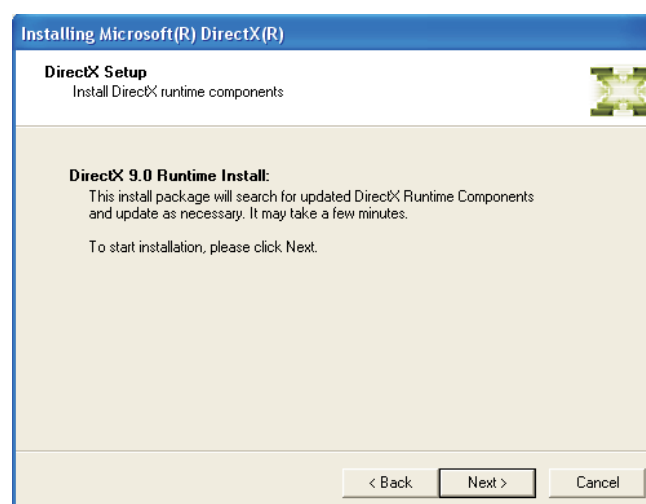 Installing Microsoft(R) DirectX(R)
DirectX Setup
Install DirectX runtime components
DirectX 9.0 Runtime Install:
This install package will search for updated DirectX Runtime Components
and update as necessary. It may take a few minutes.
To start installation, please click Next.
< Back Next > Cancel